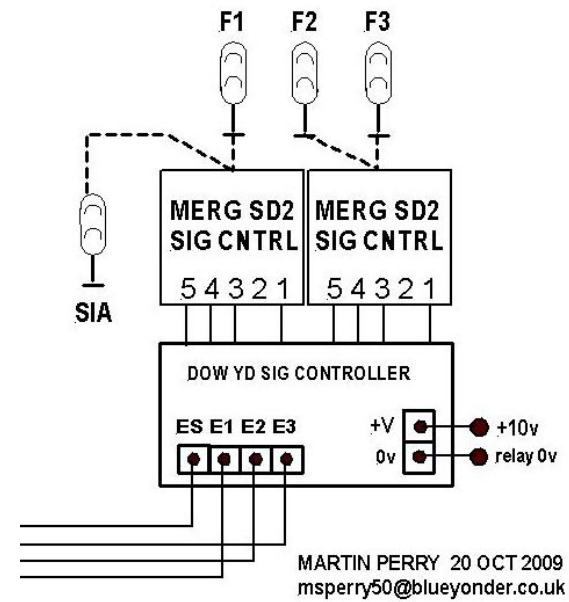 F1 F2 F3
MERG SD2 MERG SD2
SIG CNTRL SIG CNTRL
5 4 3 2 1 5 4 3 2 1
SIA
DOW YD SIG CONTROLLER
ES E1 E2 E3 +V +10v
0v relay 0v
MARTIN PERRY 20 OCT 2009
msperry50@blueyonder.co.uk